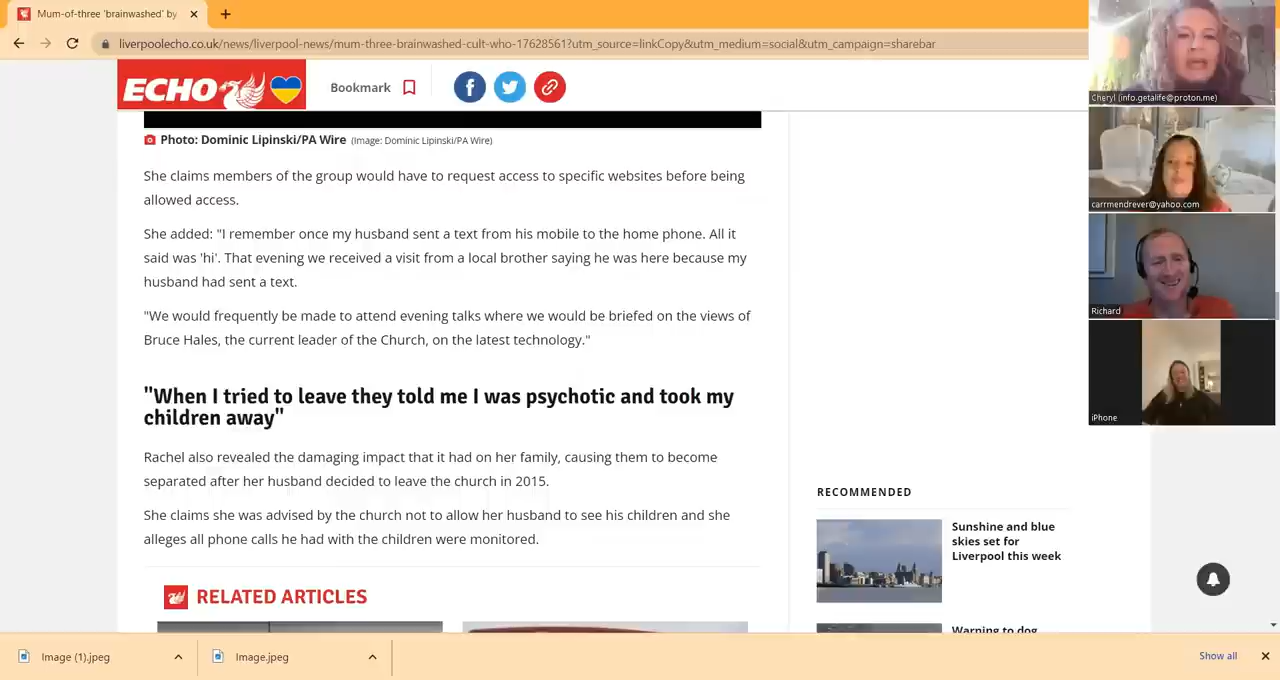 Mum-of-three 'brainwashed' by
liverpoolecho.co.uk/news/liverpool-news/mum-three-brainwashed-cult-who-17628561?utm_source=linkCopy&utm_medium=social&utm_campaign=sharebar
ECHO
Bookmark
Cheryl (info.getalife@proton.me)
carrmendrever@yahoo.com
Richard
iPhone
Photo: Dominic Lipinski/PA Wire (Image: Dominic Lipinski/PA Wire)
She claims members of the group would have to request access to specific websites before being
allowed access.
She added: "I remember once my husband sent a text from his mobile to the home phone. All it
said was 'hi'. That evening we received a visit from a local brother saying he was here because my
husband had sent a text.
"We would frequently be made to attend evening talks where we would be briefed on the views of
Bruce Hales, the current leader of the Church, on the latest technology."
"When I tried to leave they told me I was psychotic and took my
children away"
Rachel also revealed the damaging impact that it had on her family, causing them to become
separated after her husband decided to leave the church in 2015.
She claims she was advised by the church not to allow her husband to see his children and she
alleges all phone calls he had with the children were monitored.
RELATED ARTICLES
RECOMMENDED
Sunshine and blue
skies set for
Liverpool this week
Warning to dog
Image (1).jpeg
Image.jpeg
Show all